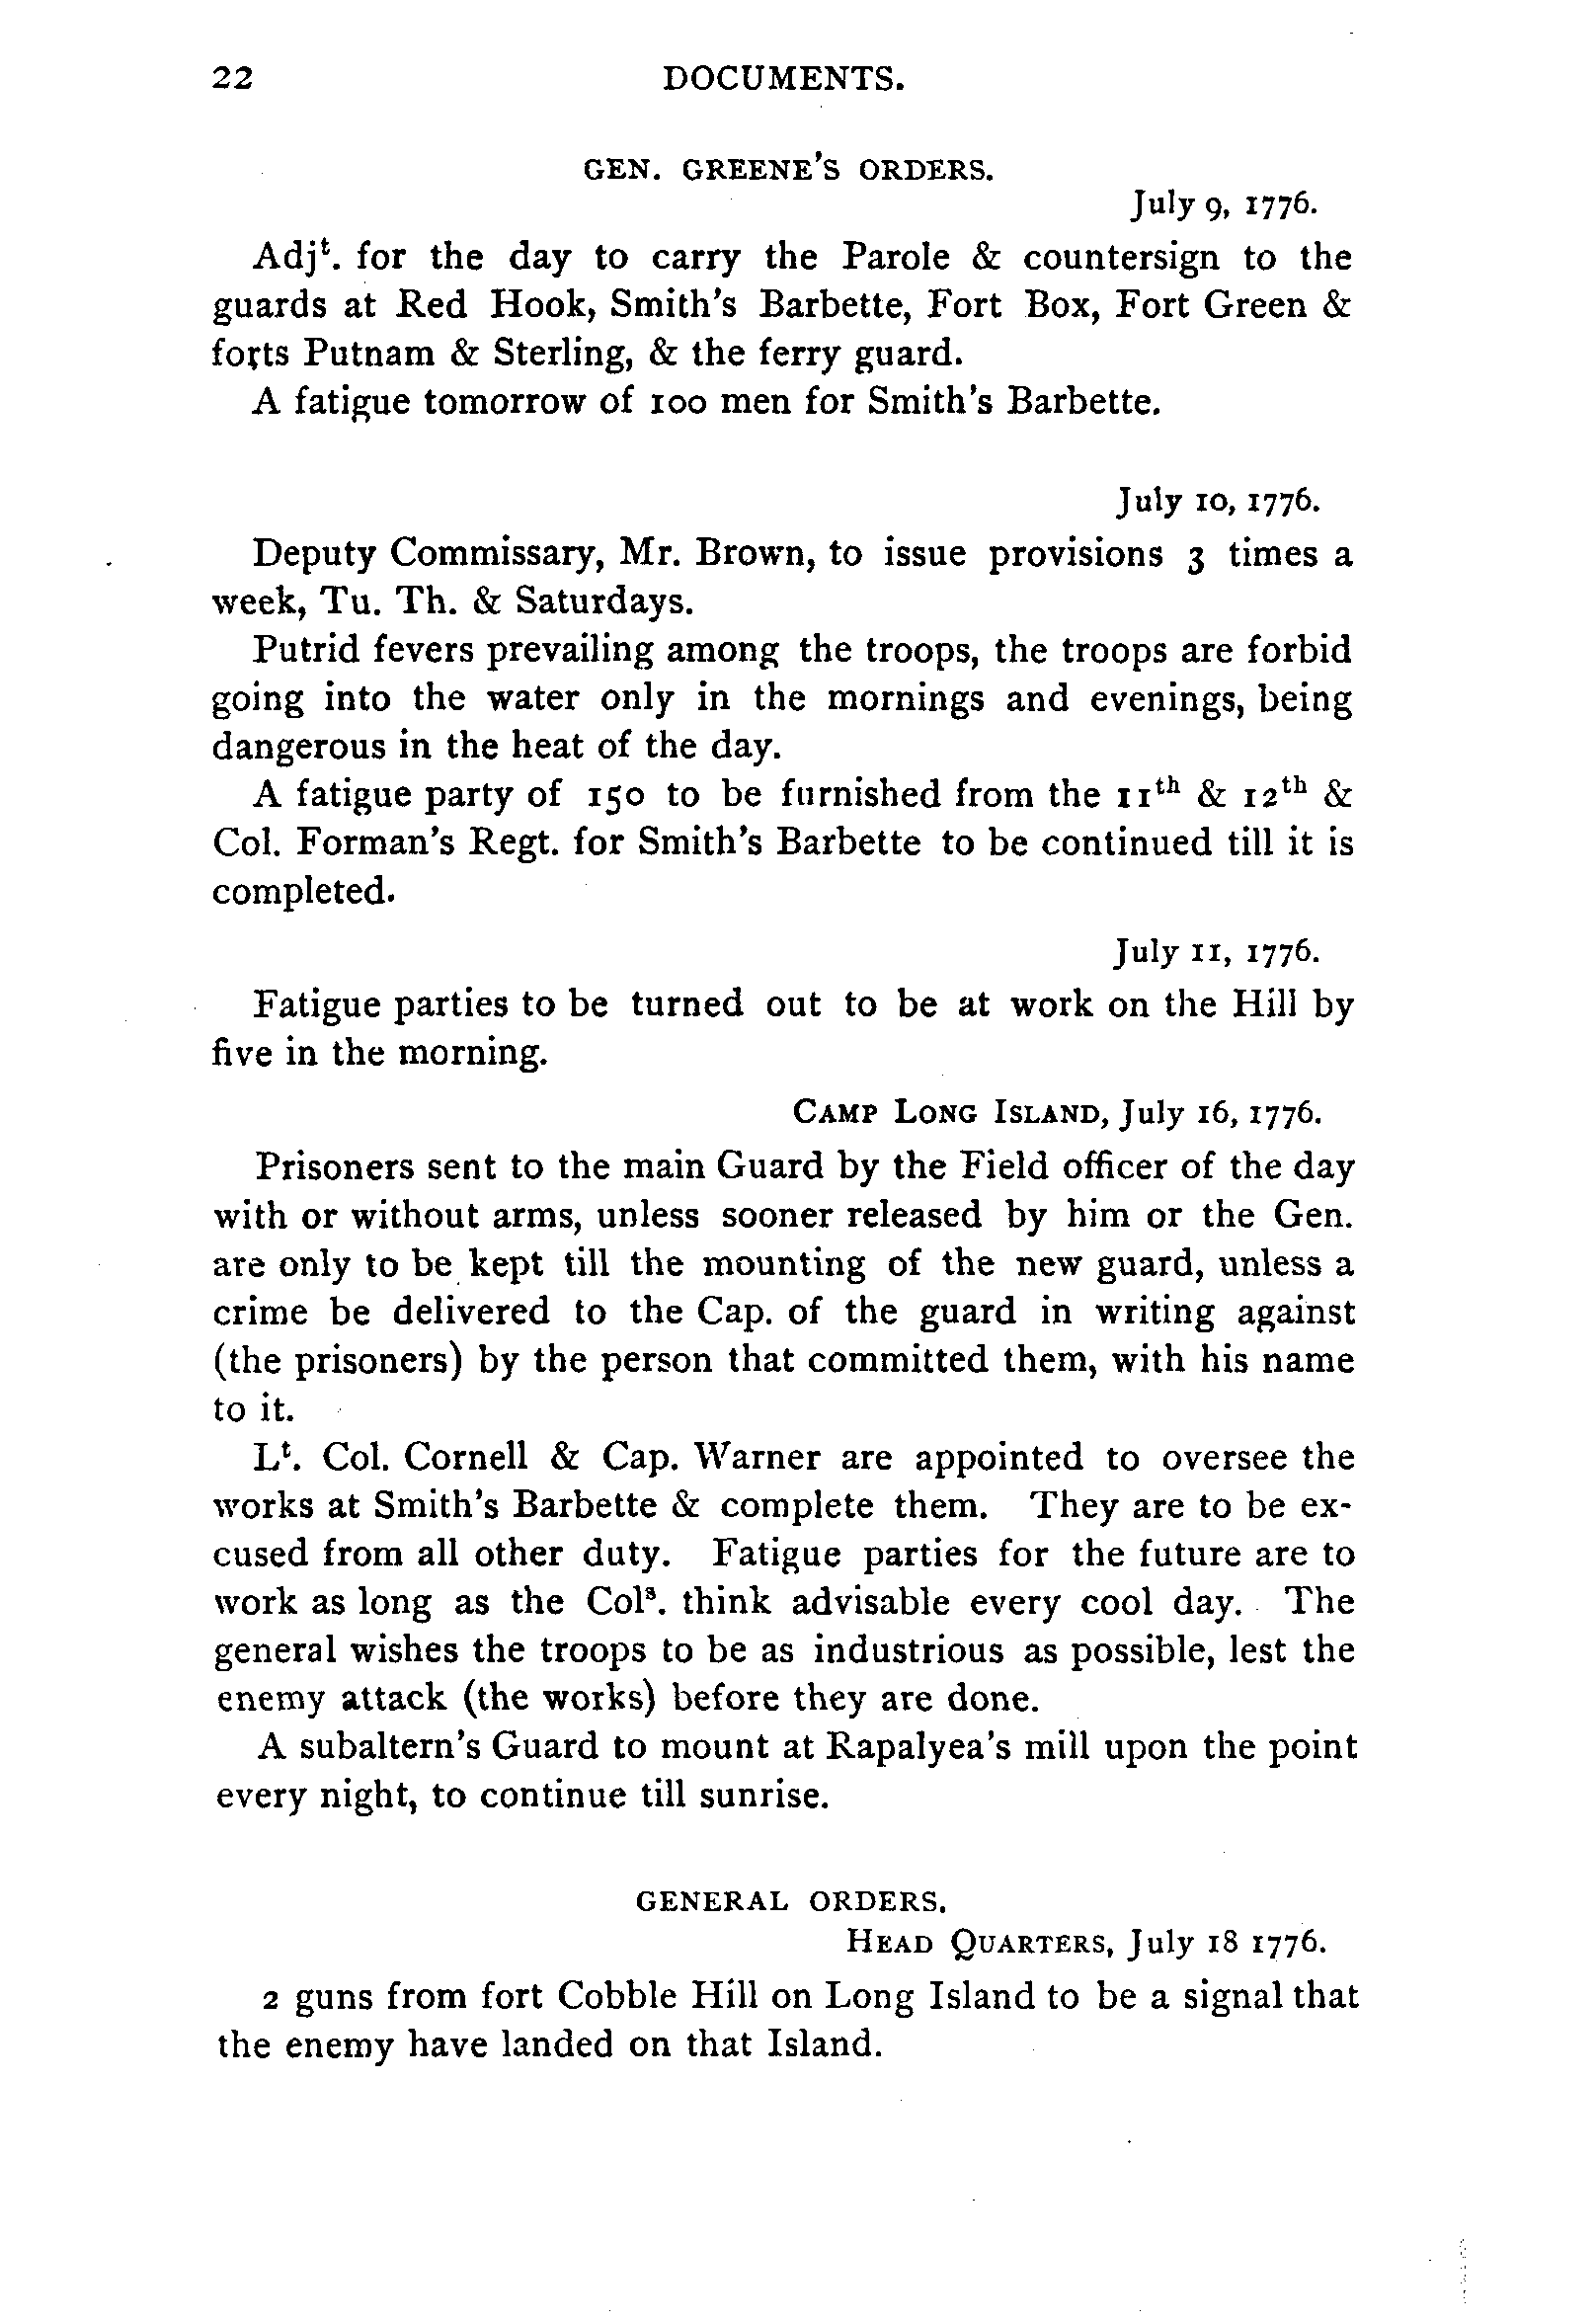 22 DOCUMENTS.
GEN. GREENE'S ORDERS.
July 9, 1776.
Adjᵗ. for the day to carry the Parole & countersign to the
guards at Red Hook, Smith's Barbette, Fort Box, Fort Green &
forts Putnam & Sterling, & the ferry guard.
A fatigue tomorrow of 100 men for Smith's Barbette.
July 10, 1776.
Deputy Commissary, Mr. Brown, to issue provisions 3 times a
week, Tu. Th. & Saturdays.
Putrid fevers prevailing among the troops, the troops are forbid
going into the water only in the mornings and evenings, being
dangerous in the heat of the day.
A fatigue party of 150 to be furnished from the 11ᵗʰ & 12ᵗʰ &
Col. Forman's Regt. for Smith's Barbette to be continued till it is
completed.
July 11, 1776.
Fatigue parties to be turned out to be at work on the Hill by
five in the morning.
CAMP LONG ISLAND, July 16, 1776.
Prisoners sent to the main Guard by the Field officer of the day
with or without arms, unless sooner released by him or the Gen.
are only to be kept till the mounting of the new guard, unless a
crime be delivered to the Cap. of the guard in writing against
(the prisoners) by the person that committed them, with his name
to it.
Lᵗ. Col. Cornell & Cap. Warner are appointed to oversee the
works at Smith's Barbette & complete them. They are to be ex-
cused from all other duty. Fatigue parties for the future are to
work as long as the Colˢ. think advisable every cool day. The
general wishes the troops to be as industrious as possible, lest the
enemy attack (the works) before they are done.
A subaltern's Guard to mount at Rapalyea's mill upon the point
every night, to continue till sunrise.
GENERAL ORDERS.
HEAD QUARTERS, July 18 1776.
2 guns from fort Cobble Hill on Long Island to be a signal that
the enemy have landed on that Island.